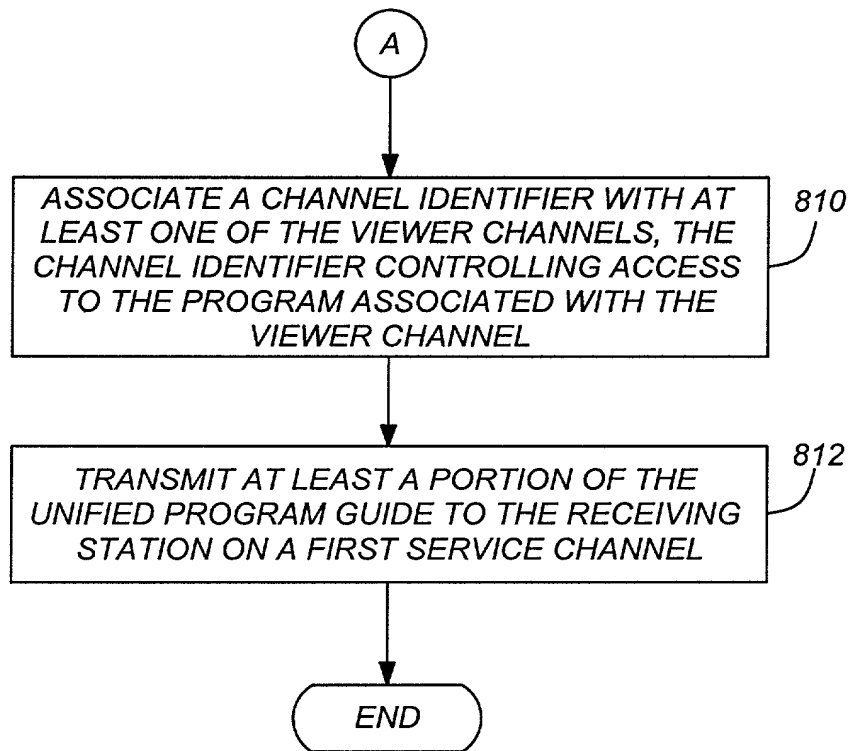 A
ASSOCIATE A CHANNEL IDENTIFIER WITH AT
LEAST ONE OF THE VIEWER CHANNELS, THE
CHANNEL IDENTIFIER CONTROLLING ACCESS
TO THE PROGRAM ASSOCIATED WITH THE
VIEWER CHANNEL
810
TRANSMIT AT LEAST A PORTION OF THE
UNIFIED PROGRAM GUIDE TO THE RECEIVING
STATION ON A FIRST SERVICE CHANNEL
812
END